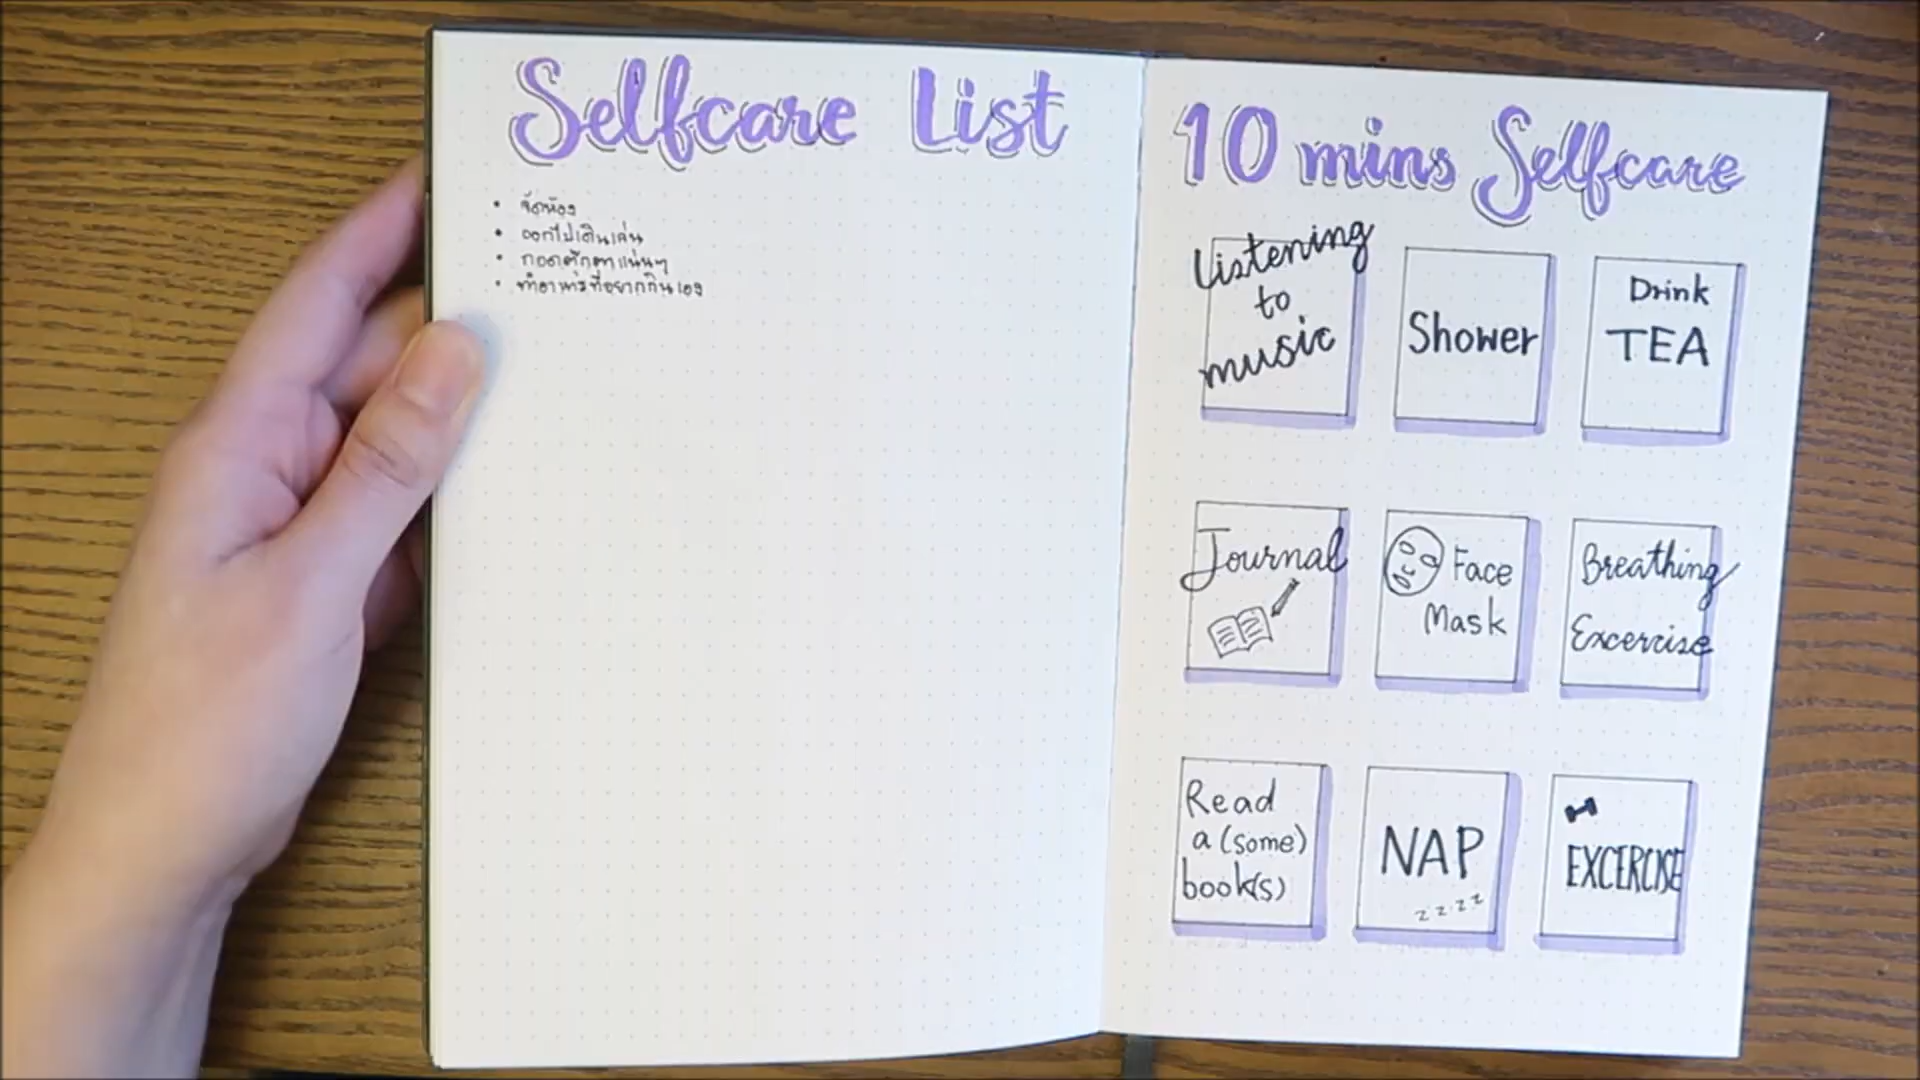 Selfcare List
• จัดห้อง
• ออกไปเดินเล่น
• กอดตุ๊กตาแน่นๆ
• ทำอาหารที่อยากกินเอง
10 mins Selfcare
Listening
to
music
Shower
Drink
TEA
Journal
Face
Mask
Breathing
Excercise
Read
a (some)
book(s)
NAP
z z z z
EXCERCISE